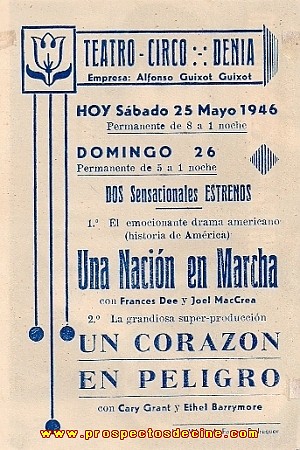 TEATRO - CIRCO DENIA
Empresa: Alfonso Guixot Guixot
HOY Sábado 25 Mayo 1946
Permanente de 8 a 1 noche
DOMINGO 26
Permanente de 5 a 1 noche
DOS Sensacionales ESTRENOS
1.º El emocionante drama americano
(historia de América)
Una Nación en Marcha
con Frances Dee y Joel MacCrea
2.º La grandiosa super-producción
UN CORAZON
EN PELIGRO
con Cary Grant y Ethel Barrymore
www.prospectosdecine.com